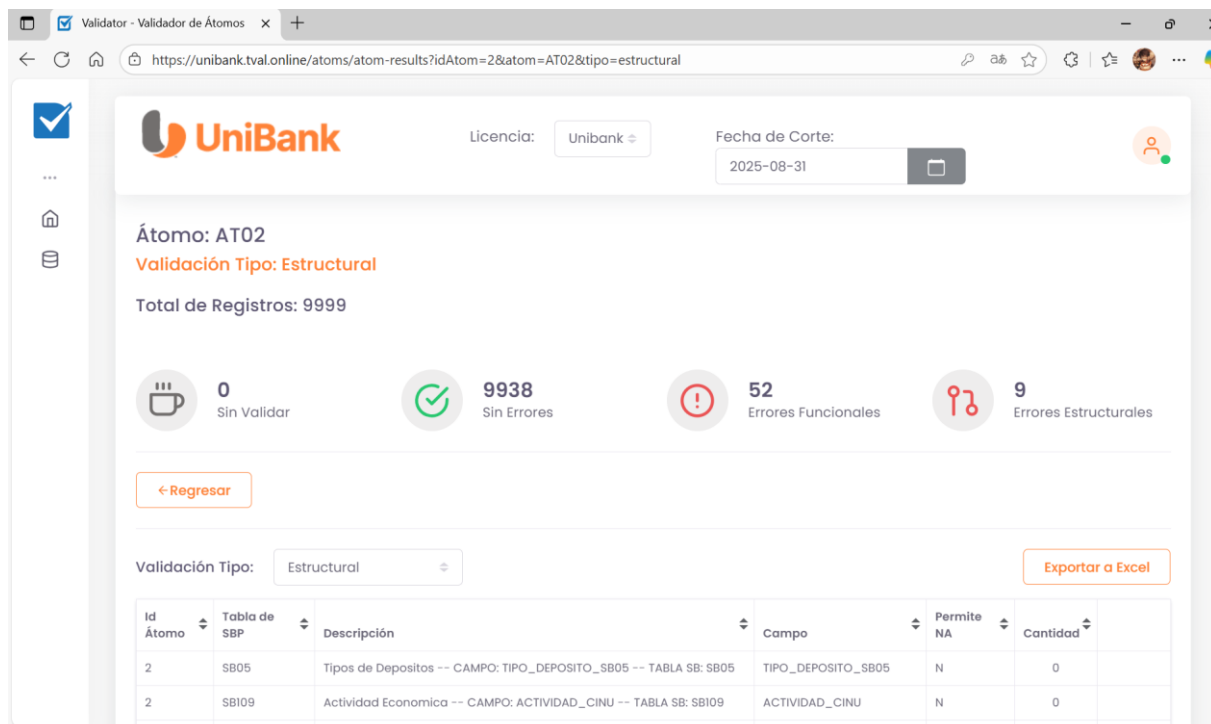 Validator - Validador de Átomos
https://unibank.tval.online/atoms/atom-results?idAtom=2&atom=AT02&tipo=estructural
UniBank
Licencia:
Unibank
Fecha de Corte:
2025-08-31
Átomo: AT02
Validación Tipo: Estructural
Total de Registros: 9999
0
Sin Validar
9938
Sin Errores
52
Errores Funcionales
9
Errores Estructurales
←Regresar
Validación Tipo:
Estructural
Exportar a Excel
Id Átomo Tabla de SBP Descripción Campo Permite NA Cantidad
2 SB05 Tipos de Depositos -- CAMPO: TIPO_DEPOSITO_SB05 -- TABLA SB: SB05 TIPO_DEPOSITO_SB05 N 0
2 SB109 Actividad Economica -- CAMPO: ACTIVIDAD_CINU -- TABLA SB: SB109 ACTIVIDAD_CINU N 0